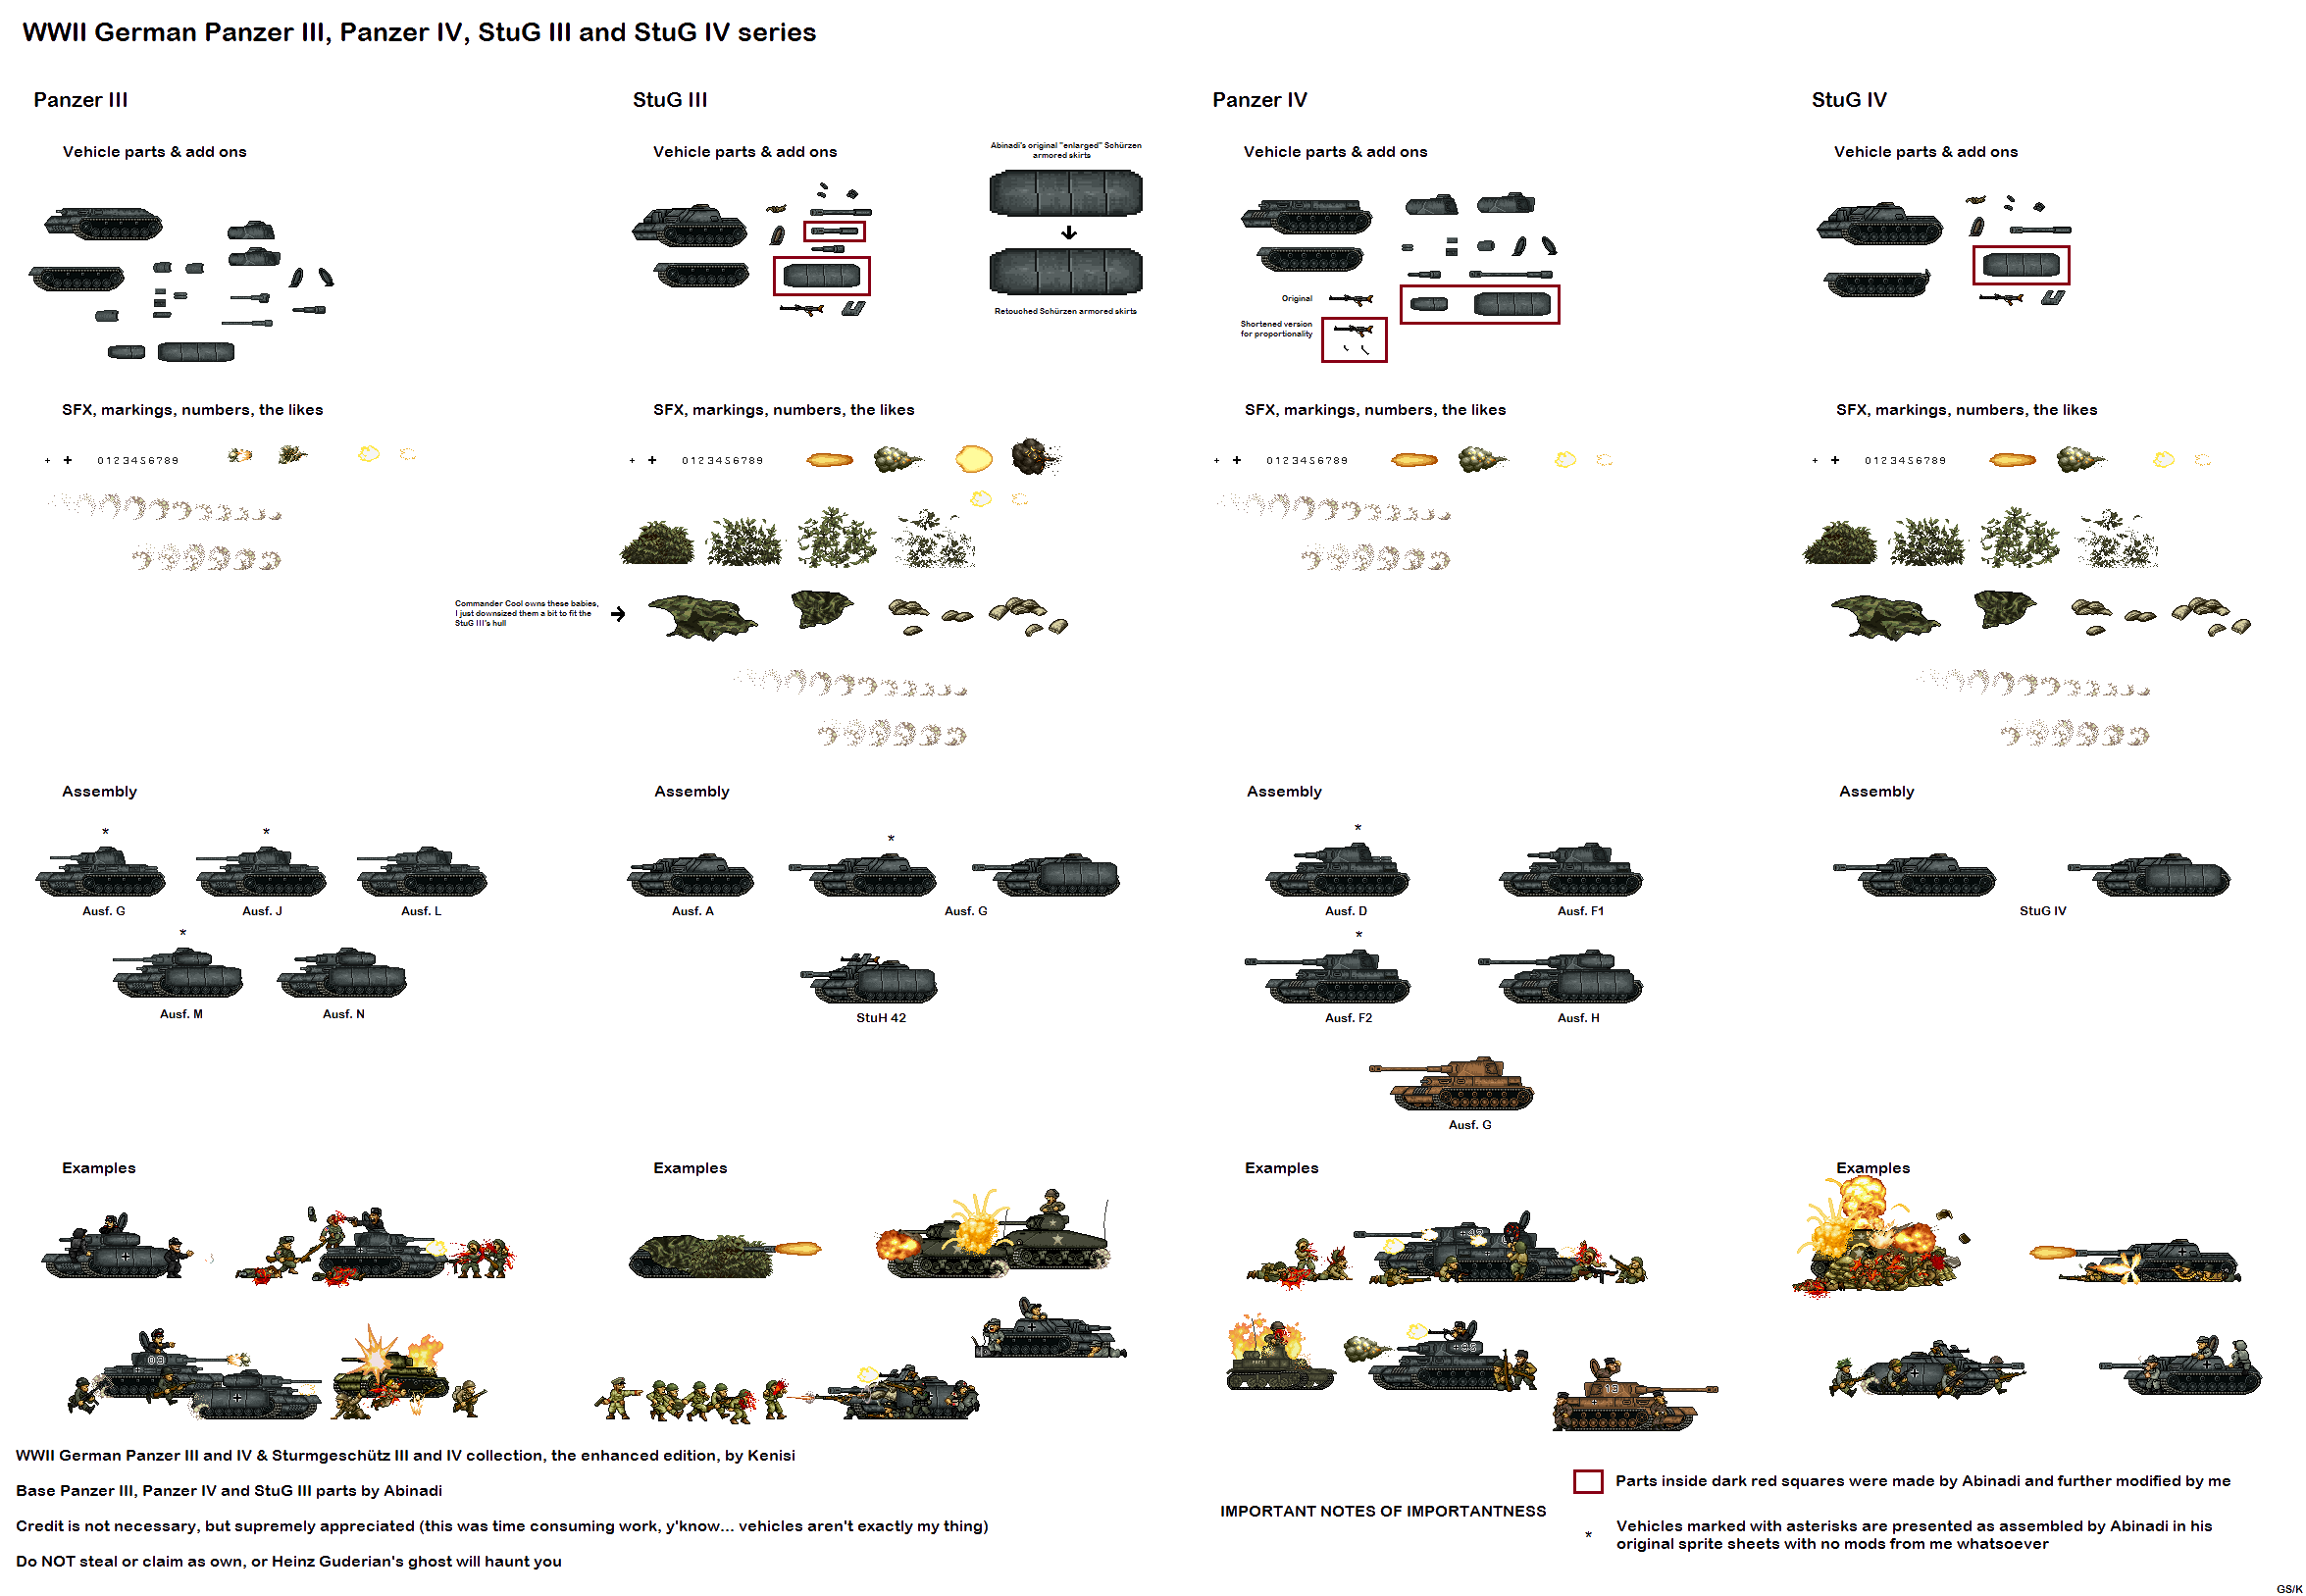 WWII German Panzer III, Panzer IV, StuG III and StuG IV series
Panzer III
StuG III
Panzer IV
StuG IV
Vehicle parts & add ons
Vehicle parts & add ons
Abinadi's original "enlarged" Schürzen
armored skirts
Retouched Schürzen armored skirts
Vehicle parts & add ons
Original
Shortened version
for proportionality
Vehicle parts & add ons
SFX, markings, numbers, the likes
SFX, markings, numbers, the likes
SFX, markings, numbers, the likes
SFX, markings, numbers, the likes
0123456789
0123456789
0123456789
0123456789
Commander Cool owns these babies,
I just downsized them a bit to fit the
StuG III's hull
Assembly
Assembly
Assembly
Assembly
*
*
*
*
Ausf. G
Ausf. J
Ausf. L
Ausf. A
Ausf. G
Ausf. D
Ausf. F1
StuG IV
*
*
Ausf. M
Ausf. N
StuH 42
Ausf. F2
Ausf. H
Ausf. G
Examples
Examples
Examples
Examples
03
13
WWII German Panzer III and IV & Sturmgeschütz III and IV collection, the enhanced edition, by Kenisi
Base Panzer III, Panzer IV and StuG III parts by Abinadi
Credit is not necessary, but supremely appreciated (this was time consuming work, y'know... vehicles aren't exactly my thing)
Do NOT steal or claim as own, or Heinz Guderian's ghost will haunt you
IMPORTANT NOTES OF IMPORTANTNESS
Parts inside dark red squares were made by Abinadi and further modified by me
* Vehicles marked with asterisks are presented as assembled by Abinadi in his
original sprite sheets with no mods from me whatsoever
GS/K